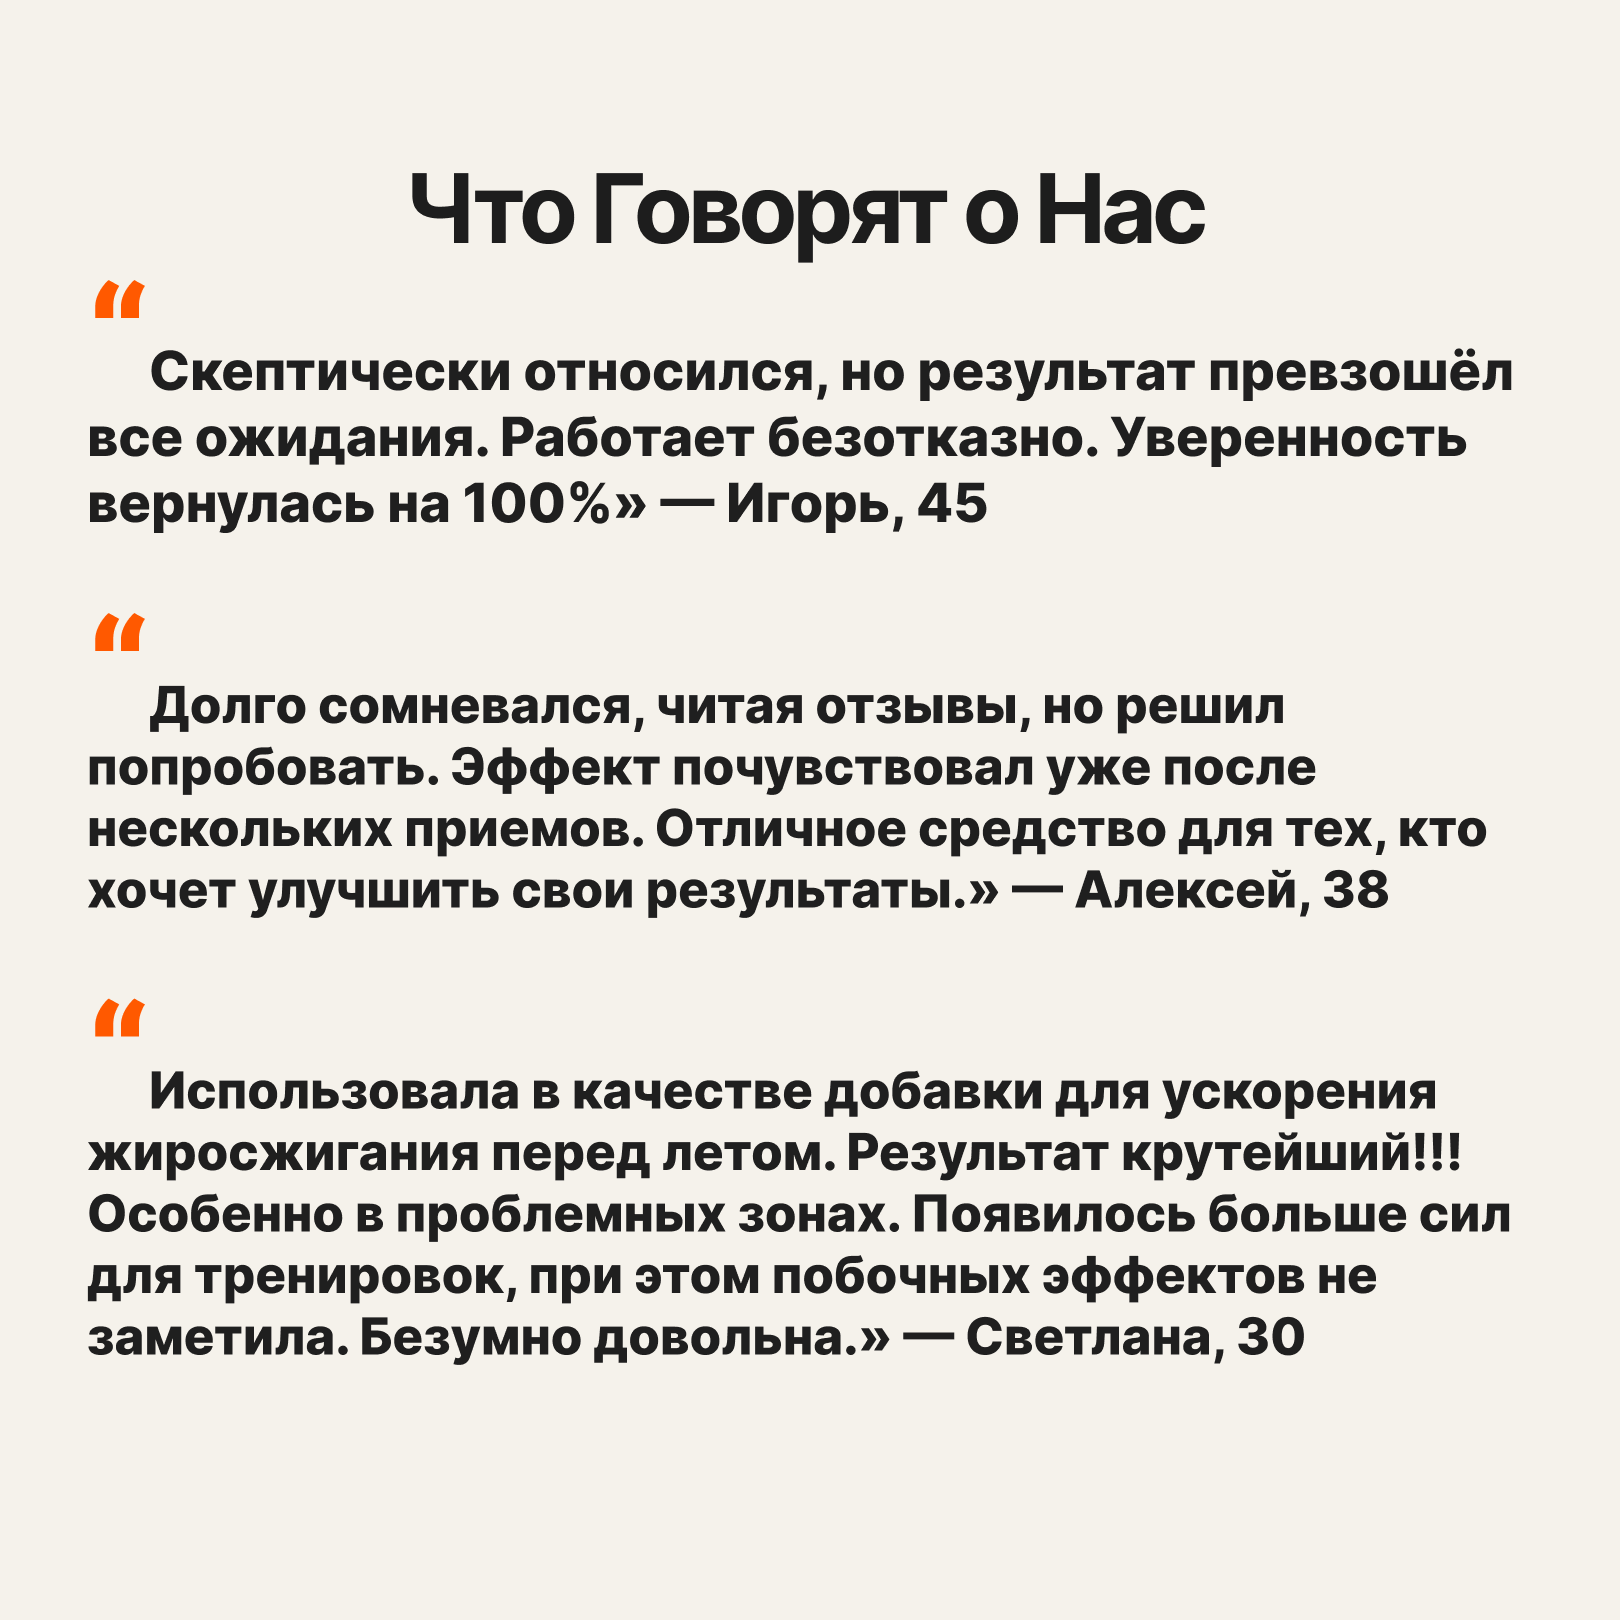 Что Говорят о Нас
“
Скептически относился, но результат превзошёл
все ожидания. Работает безотказно. Уверенность
вернулась на 100%» — Игорь, 45
“
Долго сомневался, читая отзывы, но решил
попробовать. Эффект почувствовал уже после
нескольких приемов. Отличное средство для тех, кто
хочет улучшить свои результаты.» — Алексей, 38
“
Использовала в качестве добавки для ускорения
жиросжигания перед летом. Результат крутейший!!!
Особенно в проблемных зонах. Появилось больше сил
для тренировок, при этом побочных эффектов не
заметила. Безумно довольна.» — Светлана, 30